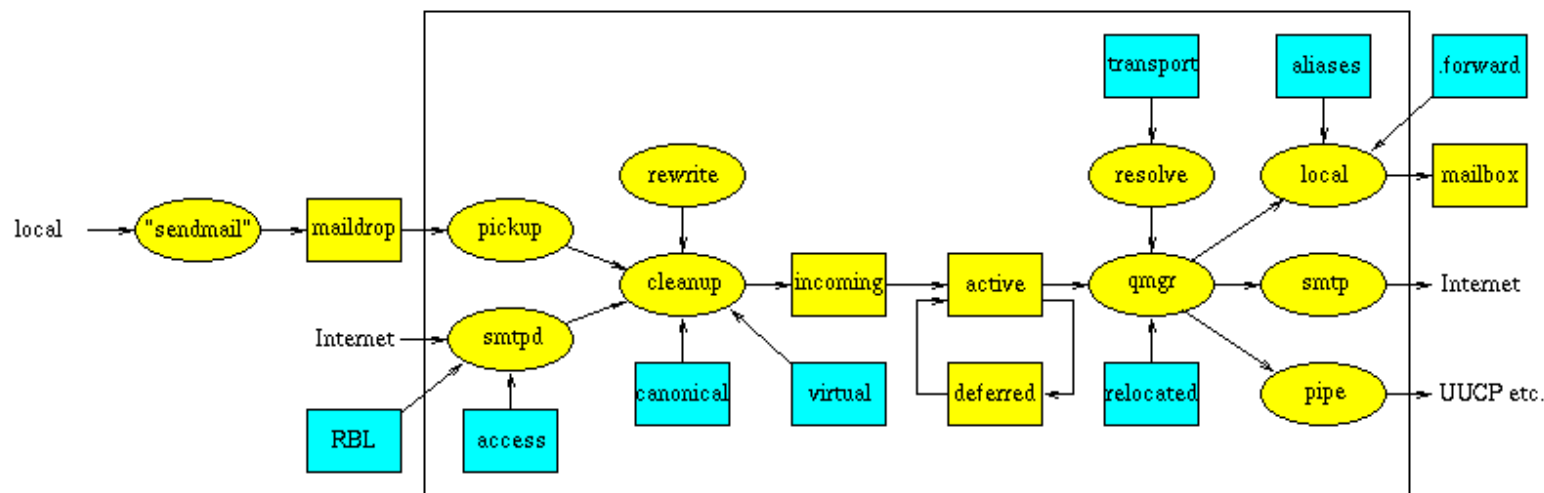 transport
aliases
.forward
rewrite
resolve
local
mailbox
local
"sendmail"
maildrop
pickup
cleanup
incoming
active
qmgr
smtp
Internet
Internet
smtpd
canonical
virtual
deferred
relocated
pipe
UUCP etc.
RBL
access